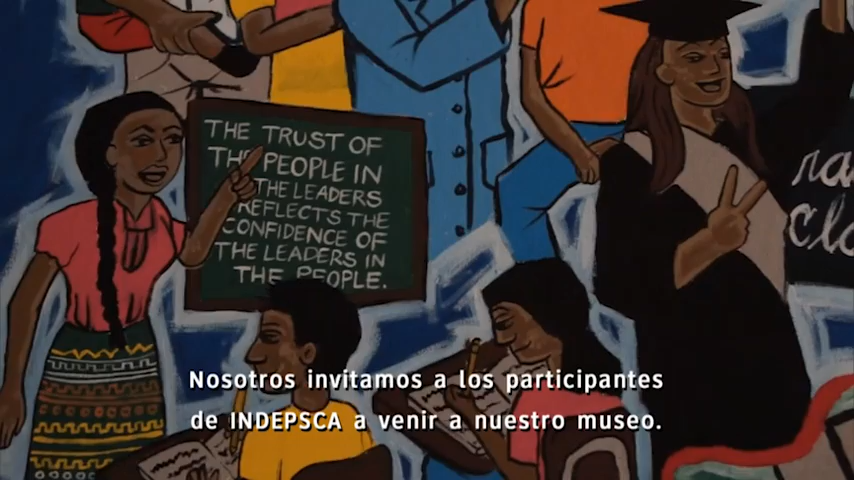 THE TRUST OF
THE PEOPLE IN
THE LEADERS
REFLECTS THE
CONFIDENCE OF
THE LEADERS IN
THE PEOPLE.
Nosotros invitamos a los participantes
de INDEPSCA a venir a nuestro museo.